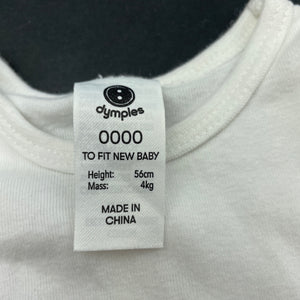 dymples
0000
TO FIT NEW BABY
Height: 56cm
Mass: 4kg
MADE IN
CHINA